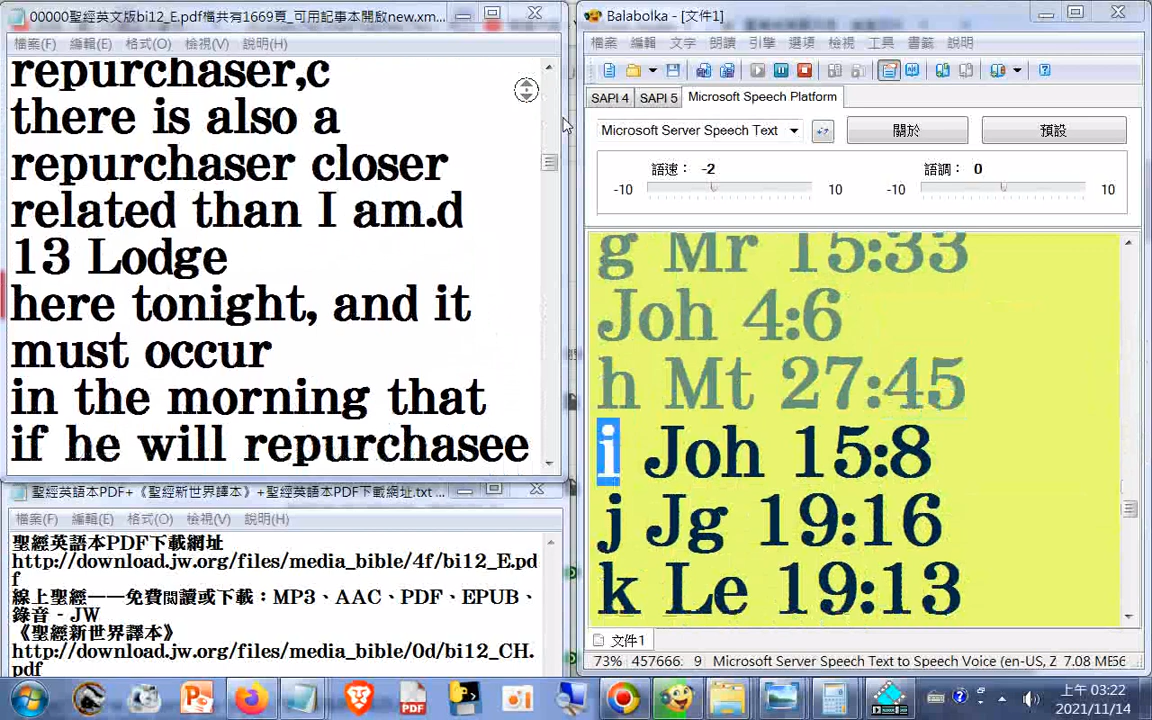 00000聖經英文版bi12_E.pdf檔共有1669頁_可用記事本開啟new.xm...
檔案(F) 編輯(E) 格式(O) 檢視(V) 說明(H)
repurchaser,c
there is also a
repurchaser closer
related than I am.d
13 Lodge
here tonight, and it
must occur
in the morning that
if he will repurchasee
聖經英語本PDF+《聖經新世界譯本》+聖經英語本PDF下載網址.txt ...
檔案(F) 編輯(E) 格式(O) 檢視(V) 說明(H)
聖經英語本PDF下載網址
http://download.jw.org/files/media_bible/4f/bi12_E.pd
f
線上聖經——免費閱讀或下載：MP3、AAC、PDF、EPUB、
錄音 - JW
《聖經新世界譯本》
http://download.jw.org/files/media_bible/0d/bi12_CH.
pdf
Balabolka - [文件1]
檔案 編輯 文字 朗讀 引擎 選項 檢視 工具 書籤 說明
SAPI 4 SAPI 5 Microsoft Speech Platform
Microsoft Server Speech Text 關於 預設
語速： -2 語調： 0
-10 10 -10 10
g Mr 15:33
Joh 4:6
h Mt 27:45
i Joh 15:8
j Jg 19:16
k Le 19:13
文件1
73% 457666: 9 Microsoft Server Speech Text to Speech Voice (en-US, Z 7.08 ME
PDF
上午 03:22
2021/11/14